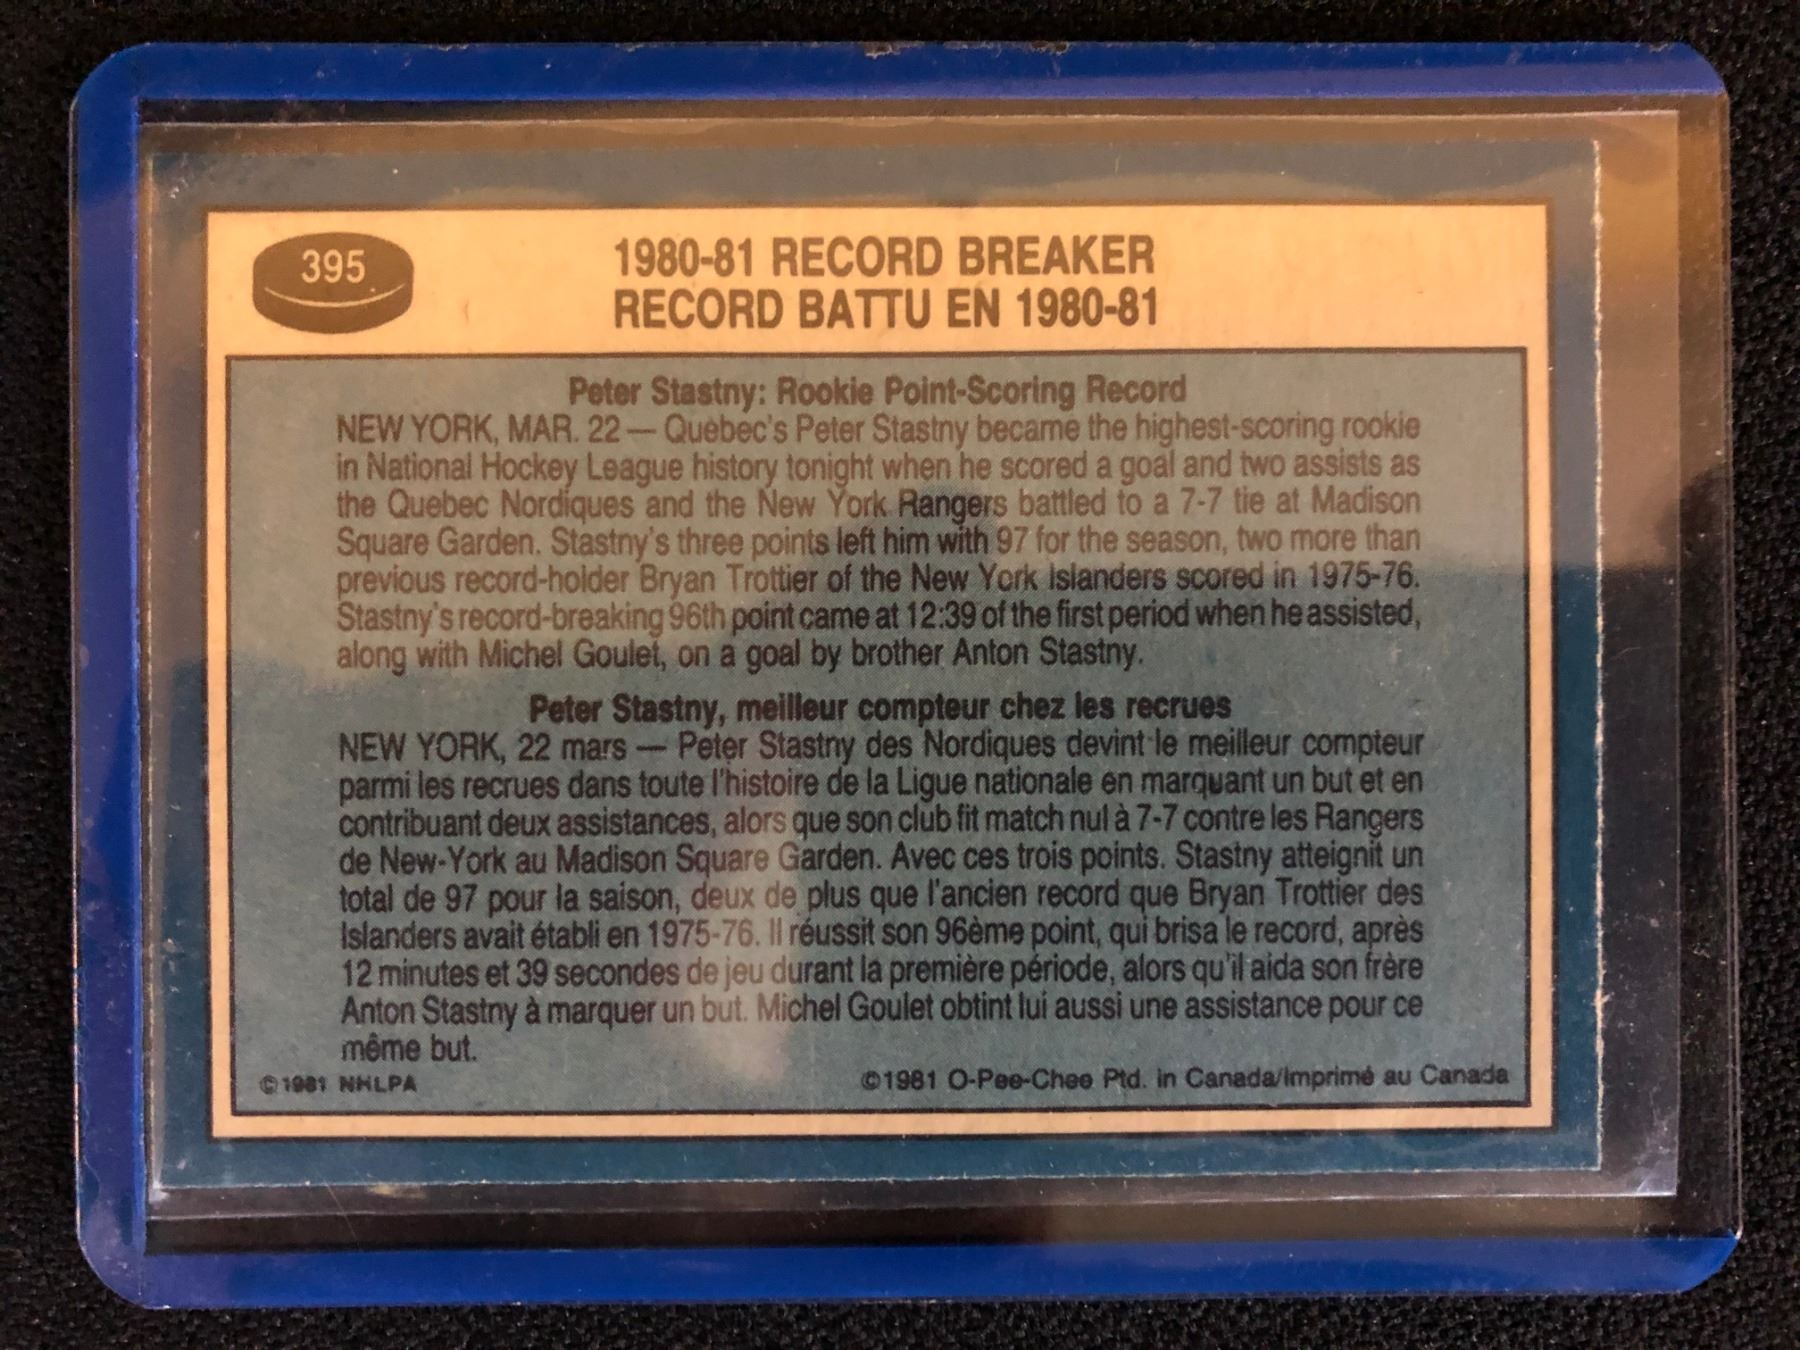 395
1980-81 RECORD BREAKER
RECORD BATTU EN 1980-81
Peter Stastny: Rookie Point-Scoring Record
NEW YORK, MAR. 22 — Quebec's Peter Stastny became the highest-scoring rookie
in National Hockey League history tonight when he scored a goal and two assists as
the Quebec Nordiques and the New York Rangers battled to a 7-7 tie at Madison
Square Garden. Stastny's three points left him with 97 for the season, two more than
previous record-holder Bryan Trottier of the New York Islanders scored in 1975-76.
Stastny's record-breaking 96th point came at 12:39 of the first period when he assisted,
along with Michel Goulet, on a goal by brother Anton Stastny.
Peter Stastny, meilleur compteur chez les recrues
NEW YORK, 22 mars — Peter Stastny des Nordiques devint le meilleur compteur
parmi les recrues dans toute l'histoire de la Ligue nationale en marquant un but et en
contribuant deux assistances, alors que son club fit match nul à 7-7 contre les Rangers
de New-York au Madison Square Garden. Avec ces trois points. Stastny atteignit un
total de 97 pour la saison, deux de plus que l'ancien record que Bryan Trottier des
Islanders avait établi en 1975-76. Il réussit son 96ème point, qui brisa le record, après
12 minutes et 39 secondes de jeu durant la première période, alors qu'il aida son frère
Anton Stastny à marquer un but. Michel Goulet obtint lui aussi une assistance pour ce
même but.
©1981 NHLPA
©1981 O-Pee-Chee Ptd. in Canada/Imprimé au Canada